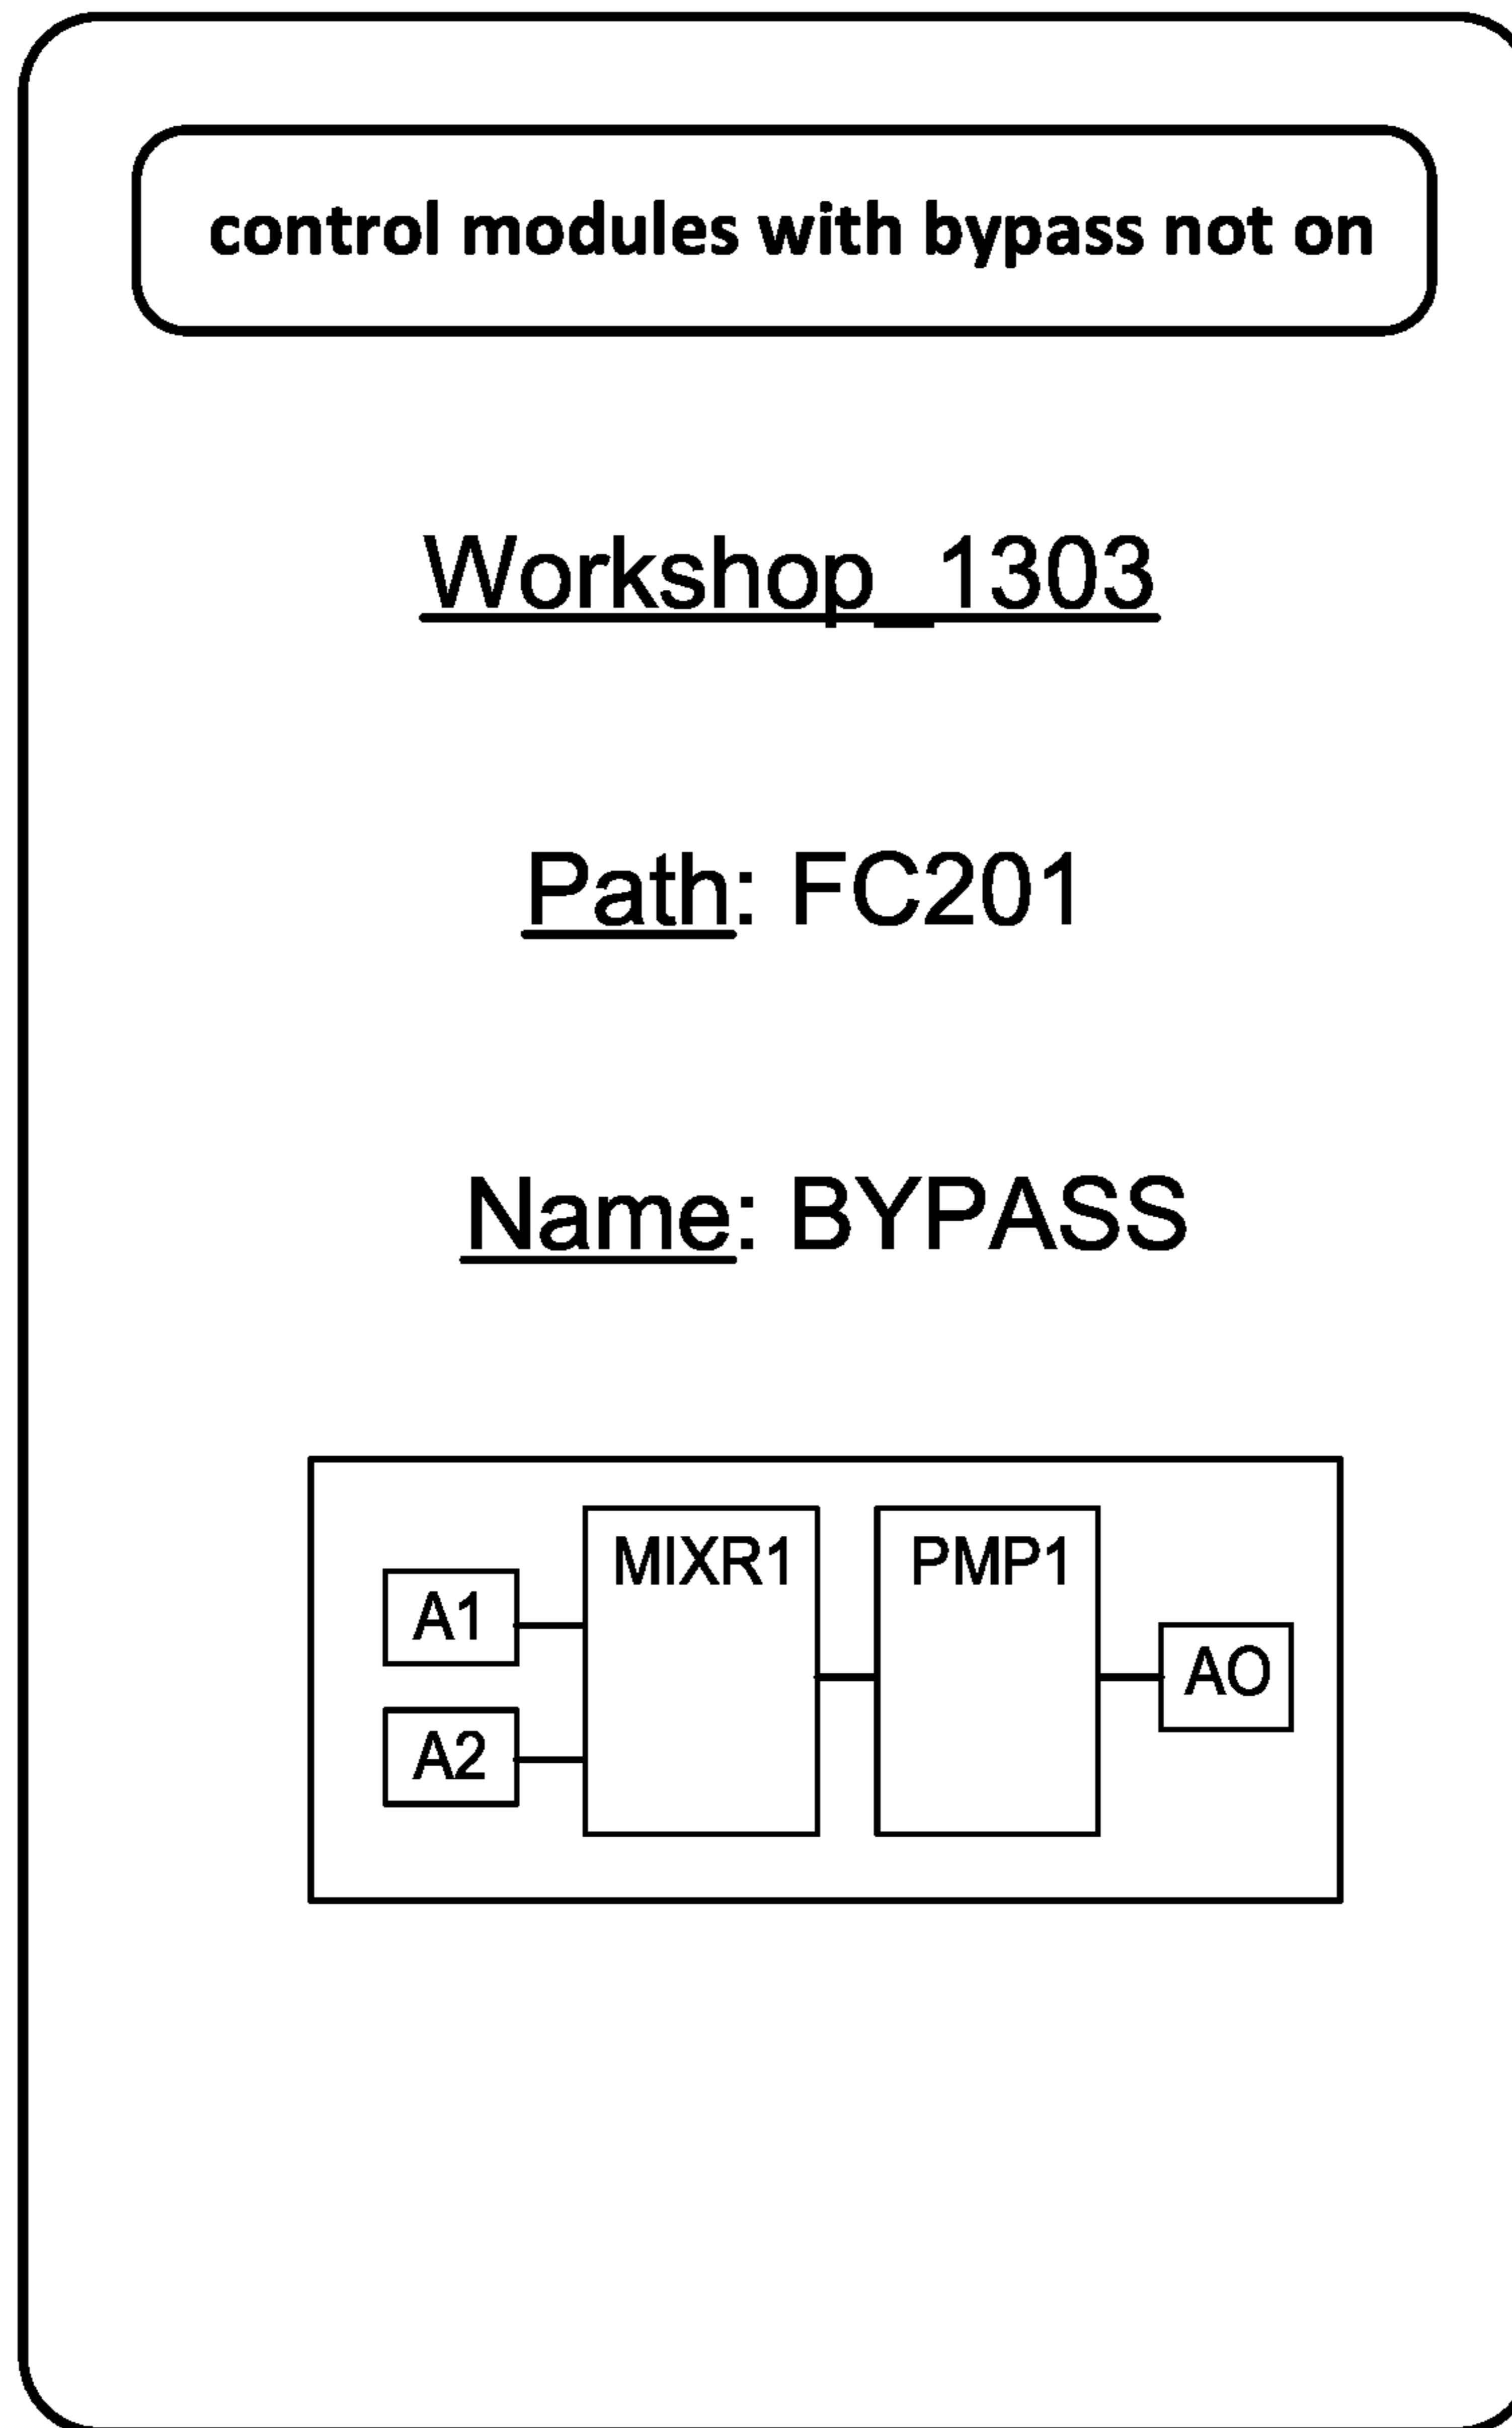 control modules with bypass not on
Workshop_1303
Path: FC201
Name: BYPASS
MIXR1
PMP1
A1
AO
A2